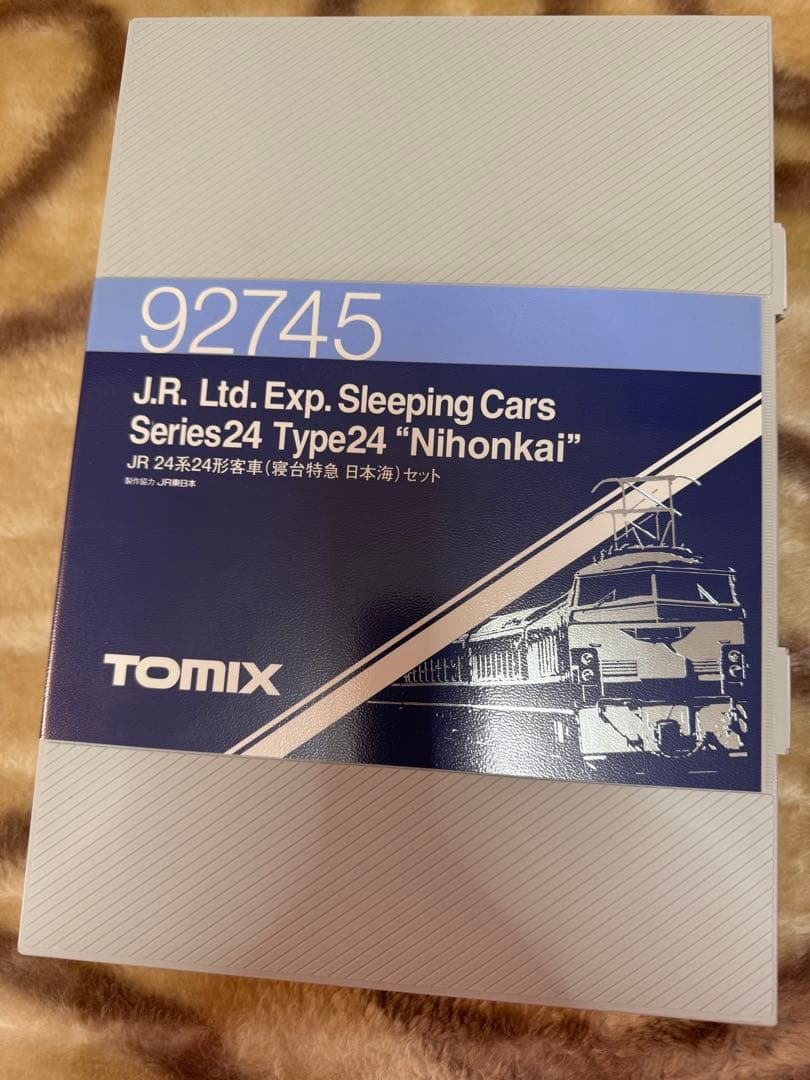 92745
J.R. Ltd. Exp. Sleeping Cars
Series24 Type24 “Nihonkai”
JR 24系24形客車(寝台特急 日本海)セット
製作協力 JR東日本
TOMIX